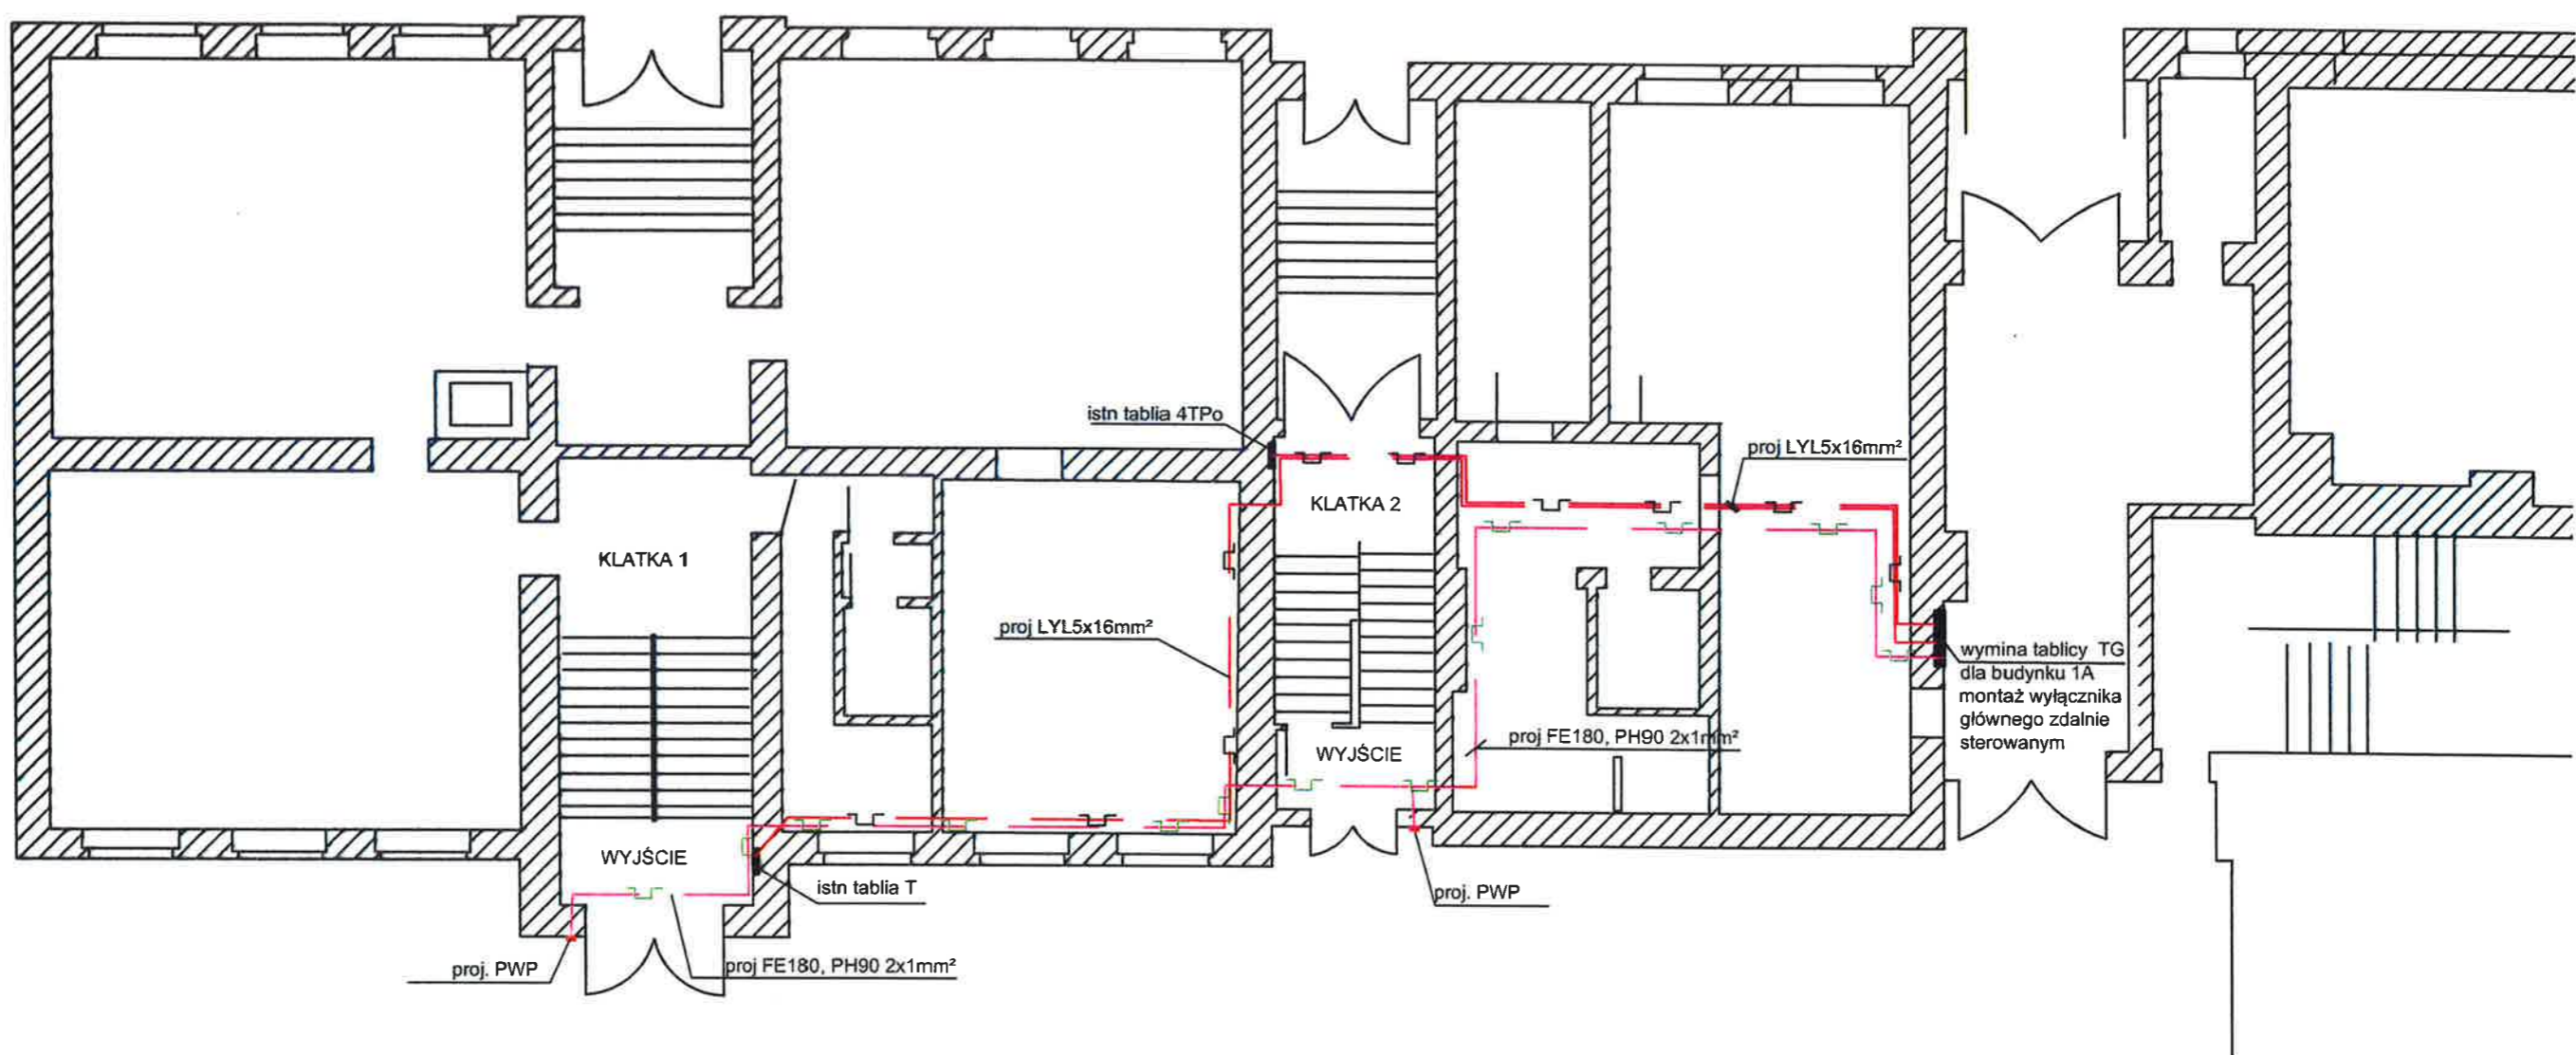 istn tablia 4TPo
proj LYL5x16mm²
KLATKA 2
KLATKA 1
proj LYL5x16mm²
wymina tablicy TG
dla budynku 1A
montaż wyłącznika
głównego zdalnie
sterowanym
proj FE180, PH90 2x1mm²
WYJŚCIE
WYJŚCIE
istn tablia T
proj. PWP
proj. PWP
proj FE180, PH90 2x1mm²